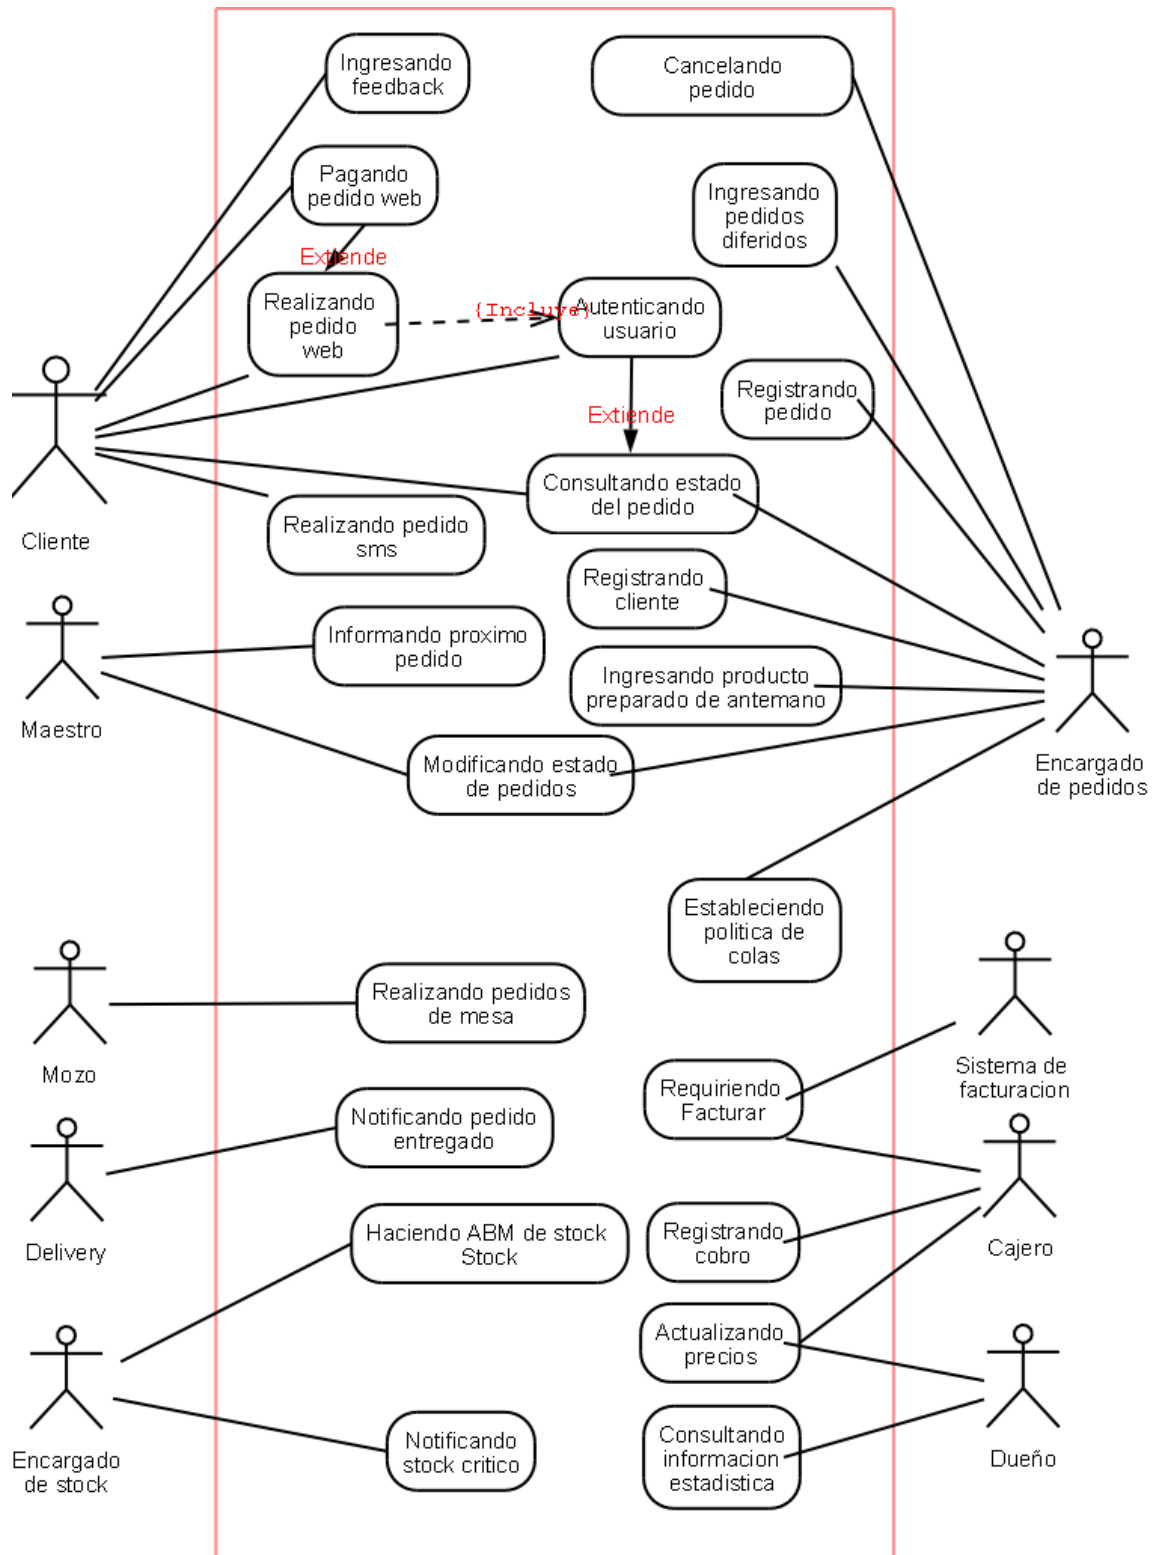 Ingresando
feedback
Cancelando
pedido
Pagando
pedido web
Ingresando
pedidos
diferidos
Extiende
Realizando
pedido
web
{Incluye}
Autenticando
usuario
Registrando
pedido
Extiende
Consultando estado
del pedido
Cliente
Realizando pedido
sms
Registrando
cliente
Informando proximo
pedido
Ingresando producto
preparado de antemano
Maestro
Modificando estado
de pedidos
Encargado
de pedidos
Estableciendo
politica de
colas
Realizando pedidos
de mesa
Mozo
Sistema de
facturacion
Requiriendo
Facturar
Notificando pedido
entregado
Delivery
Haciendo ABM de stock
Stock
Registrando
cobro
Cajero
Actualizando
precios
Encargado
de stock
Notificando
stock critico
Consultando
informacion
estadistica
Dueño